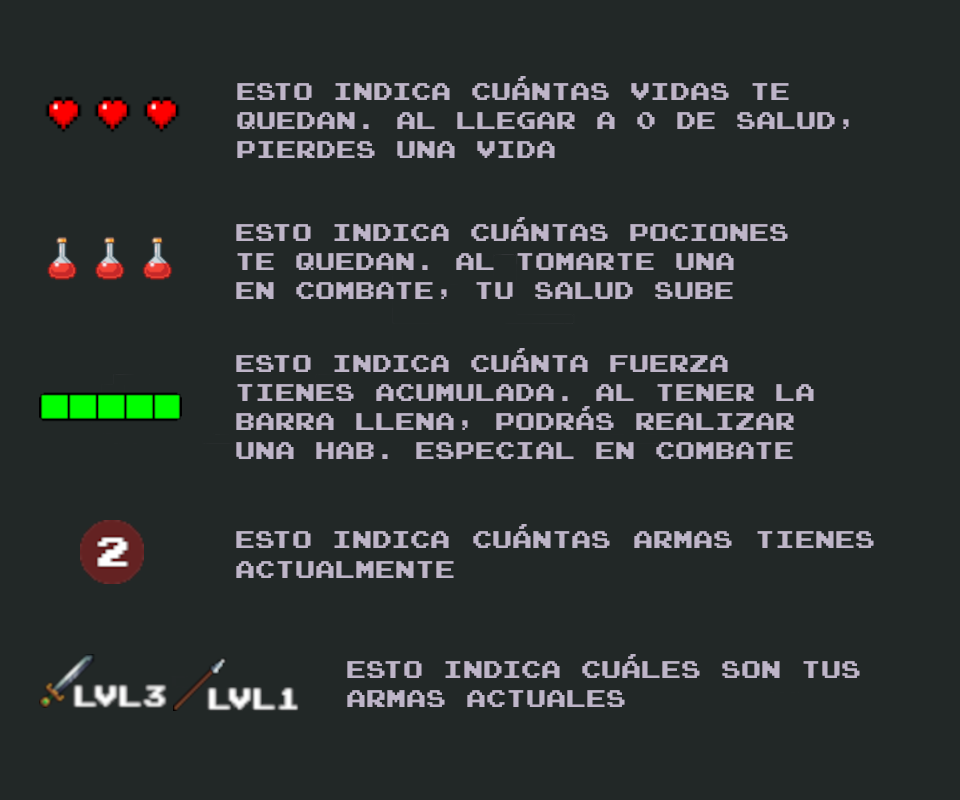 ESTO INDICA CUÁNTAS VIDAS TE
QUEDAN. AL LLEGAR A 0 DE SALUD,
PIERDES UNA VIDA
ESTO INDICA CUÁNTAS POCIONES
TE QUEDAN. AL TOMARTE UNA
EN COMBATE, TU SALUD SUBE
ESTO INDICA CUÁNTA FUERZA
TIENES ACUMULADA. AL TENER LA
BARRA LLENA, PODRÁS REALIZAR
UNA HAB. ESPECIAL EN COMBATE
2
ESTO INDICA CUÁNTAS ARMAS TIENES
ACTUALMENTE
LVL3 LVL1
ESTO INDICA CUÁLES SON TUS
ARMAS ACTUALES